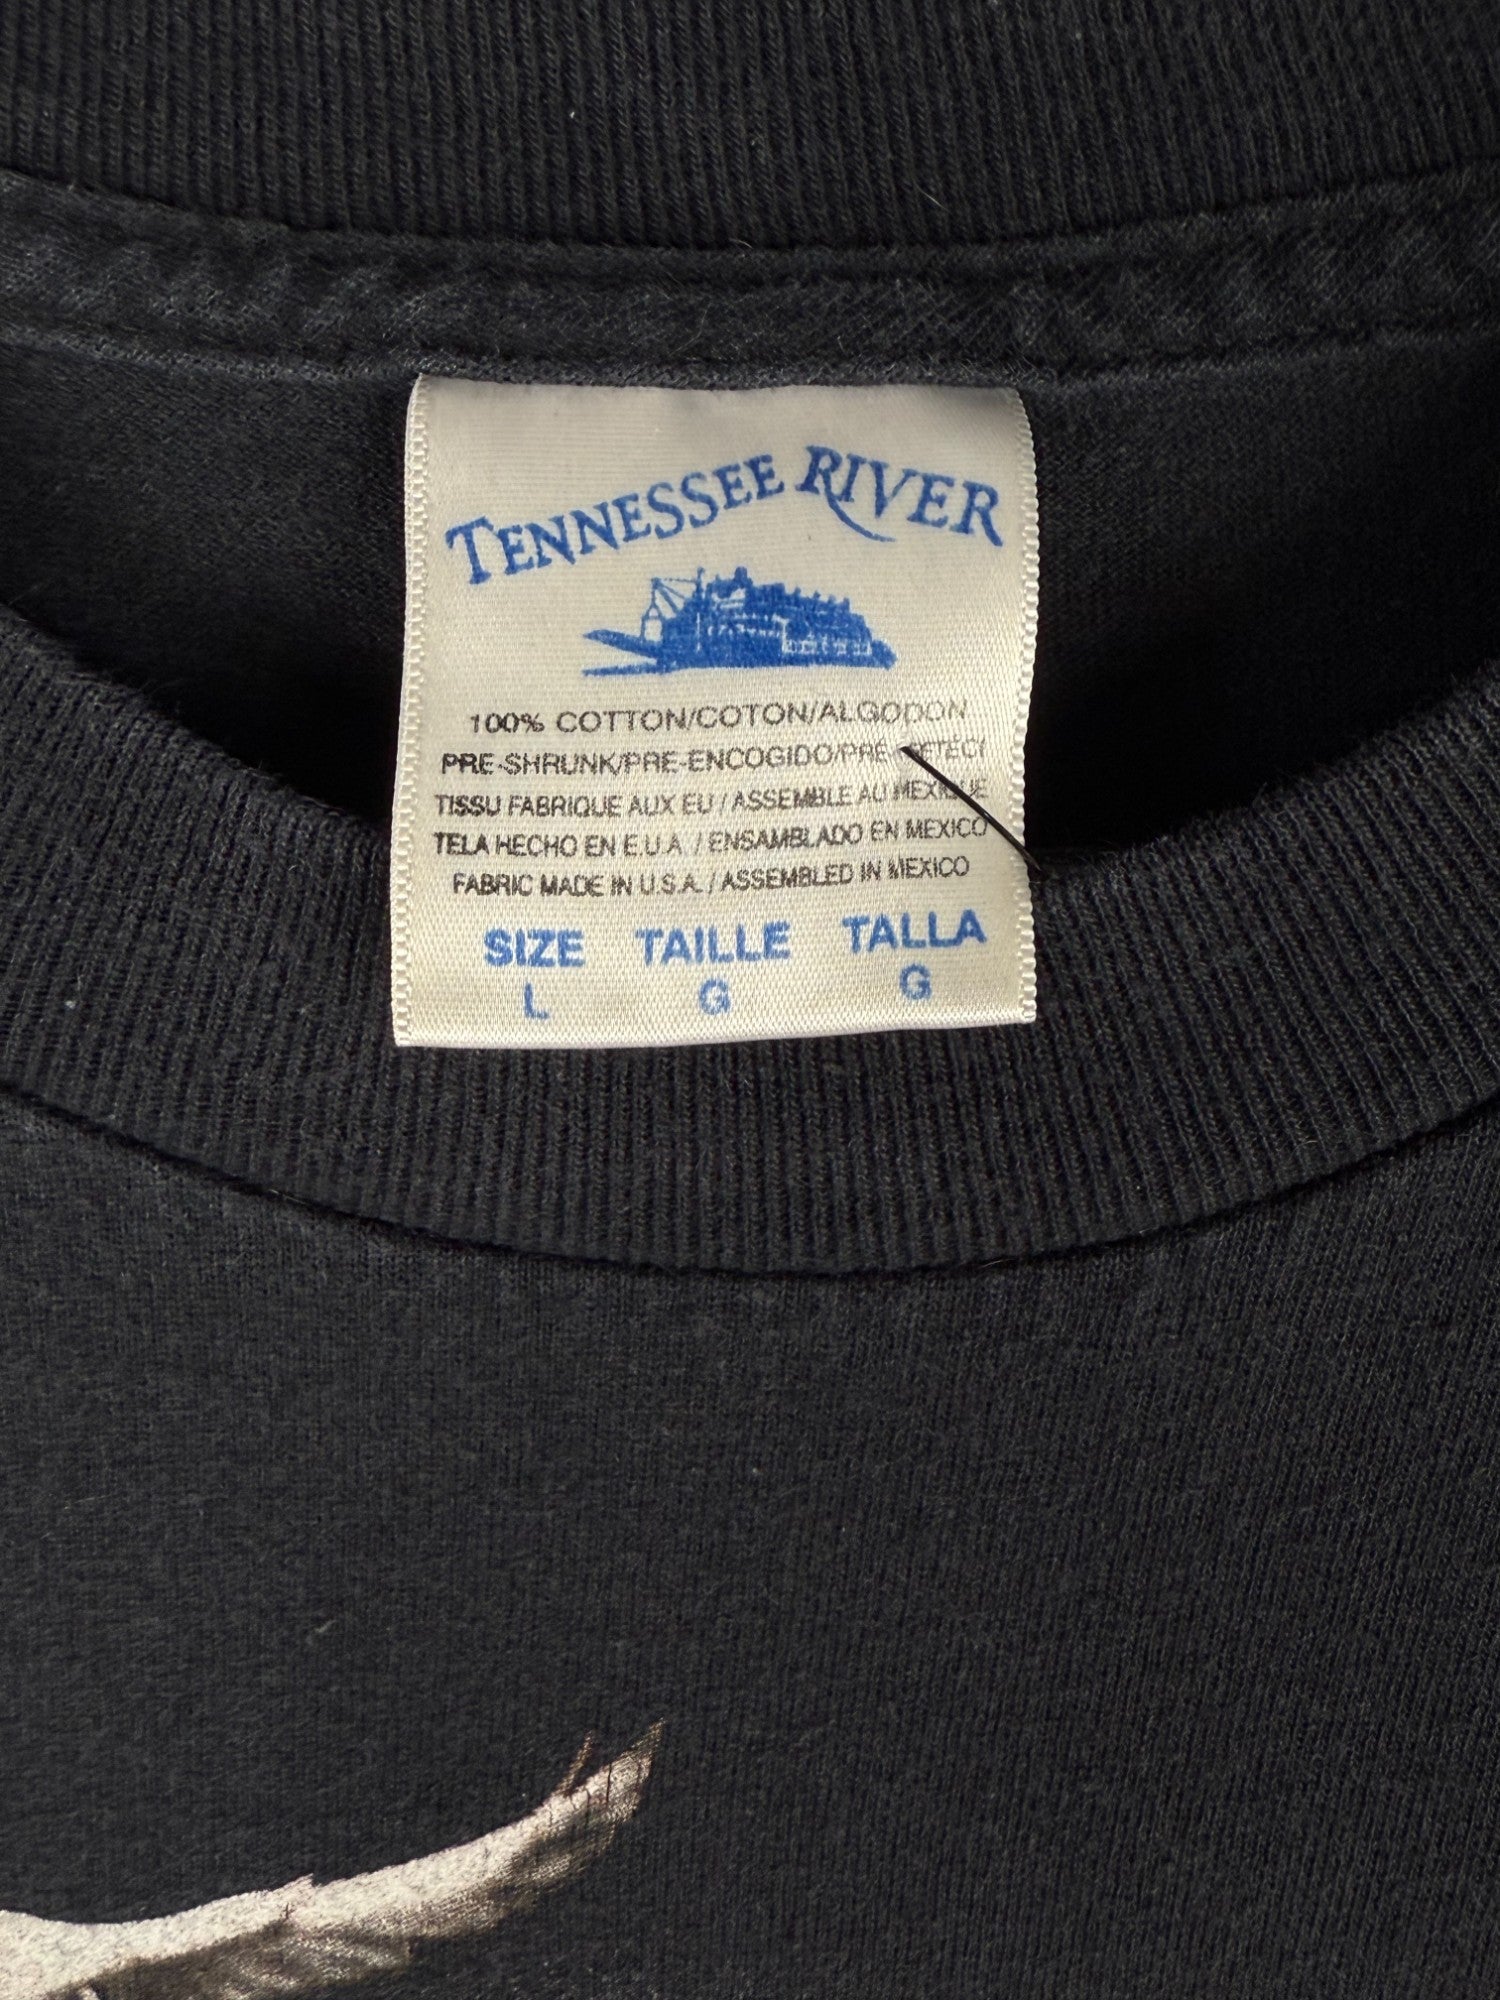 TENNESSEE RIVER
100% COTTON/COTON/ALGODON
PRE-SHRUNK/PRE-ENCOGIDO/PRE-
TISSU FABRIQUE AUX EU / ASSEMBLE AU MEXIQUE
TELA HECHO EN E.U.A. / ENSAMBLADO EN MEXICO
FABRIC MADE IN U.S.A. / ASSEMBLED IN MEXICO
SIZE TAILLE TALLA
L G G